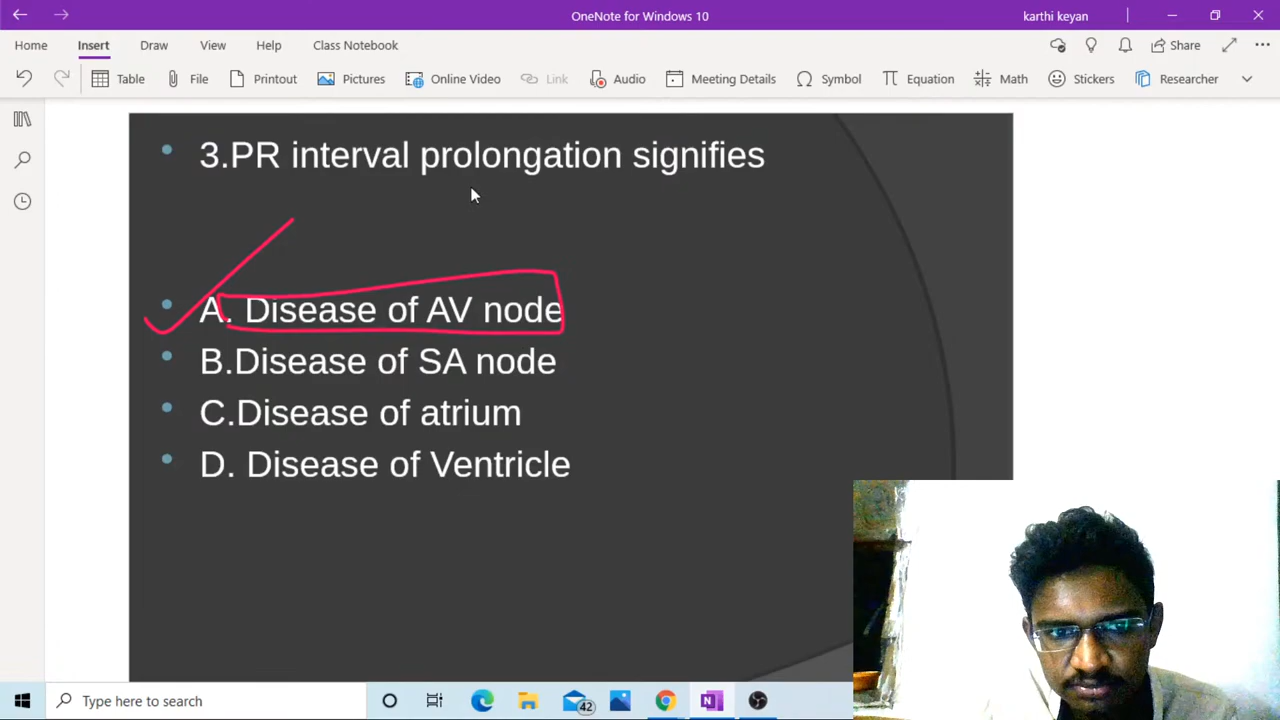 OneNote for Windows 10
karthi keyan
Home Insert Draw View Help Class Notebook
Share
Table File Printout Pictures Online Video Link Audio Meeting Details Symbol Equation Math Stickers Researcher
3.PR interval prolongation signifies
A. Disease of AV node
B.Disease of SA node
C.Disease of atrium
D. Disease of Ventricle
Type here to search
42